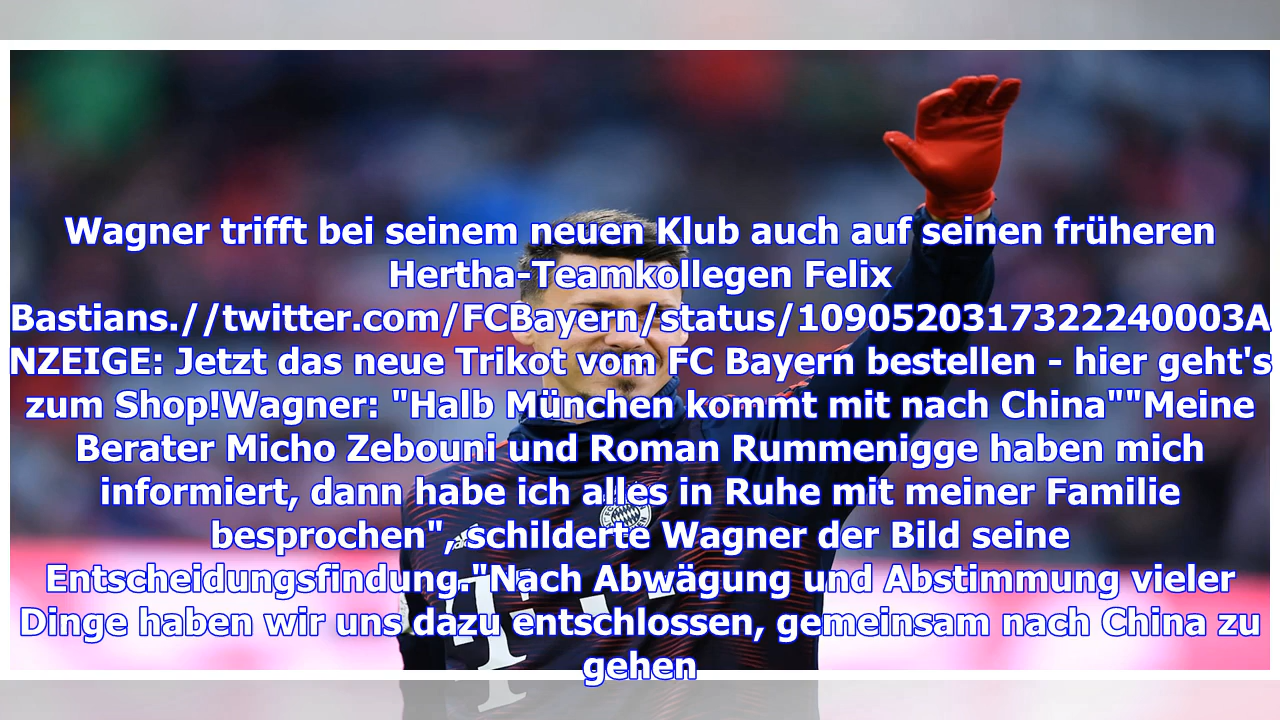 Wagner trifft bei seinem neuen Klub auch auf seinen früheren
Hertha-Teamkollegen Felix
Bastians.//twitter.com/FCBayern/status/1090520317322240003A
NZEIGE: Jetzt das neue Trikot vom FC Bayern bestellen - hier geht's
zum Shop!Wagner: "Halb München kommt mit nach China""Meine
Berater Micho Zebouni und Roman Rummenigge haben mich
informiert, dann habe ich alles in Ruhe mit meiner Familie
besprochen", schilderte Wagner der Bild seine
Entscheidungsfindung."Nach Abwägung und Abstimmung vieler
Dinge haben wir uns dazu entschlossen, gemeinsam nach China zu
gehen